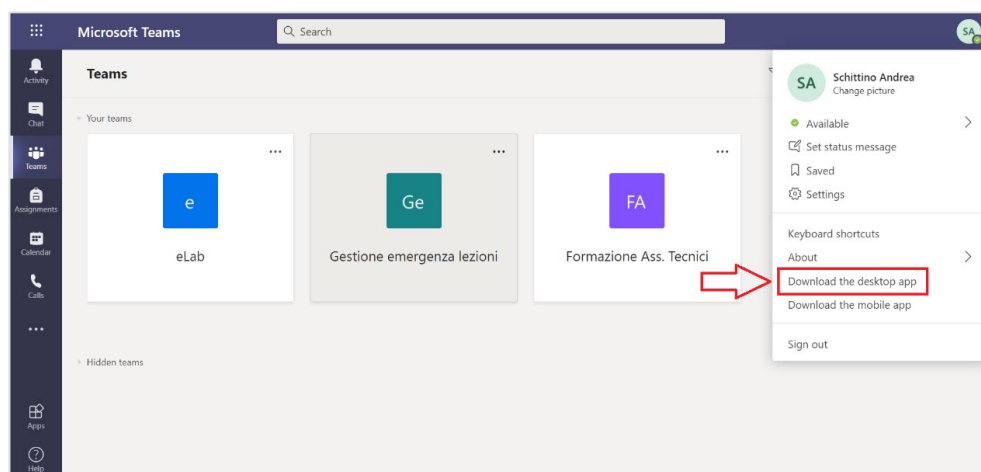 Microsoft Teams
Search
SA
Activity
Chat
Teams
Assignments
Calendar
Calls
Apps
Help
Teams
Your teams
e
eLab
Ge
Gestione emergenza lezioni
FA
Formazione Ass. Tecnici
Hidden teams
SA
Schittino Andrea
Change picture
Available
Set status message
Saved
Settings
Keyboard shortcuts
About
Download the desktop app
Download the mobile app
Sign out